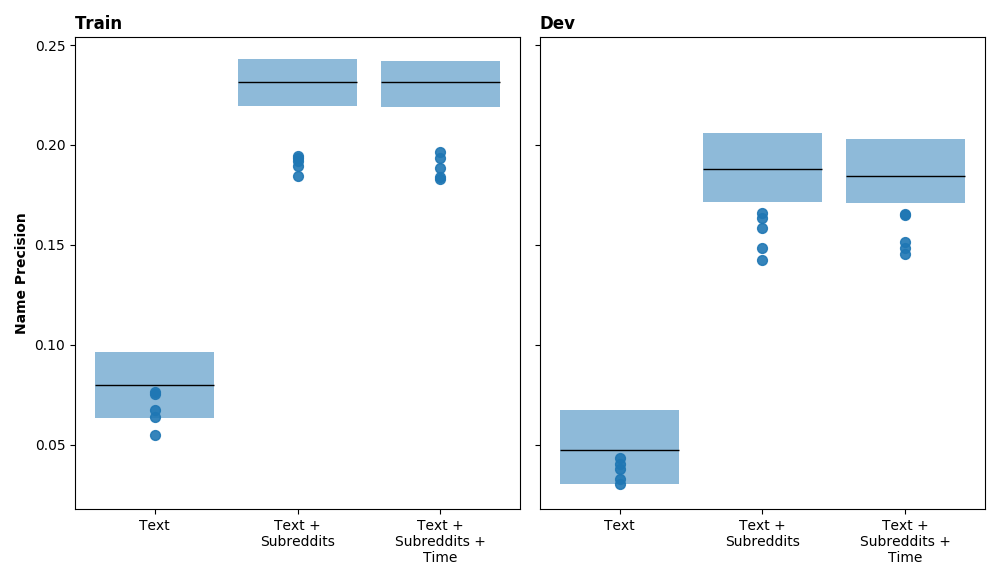 Train
Dev
Name Precision
0.25
0.20
0.15
0.10
0.05
Text
Text +
Subreddits
Text +
Subreddits +
Time
Text
Text +
Subreddits
Text +
Subreddits +
Time